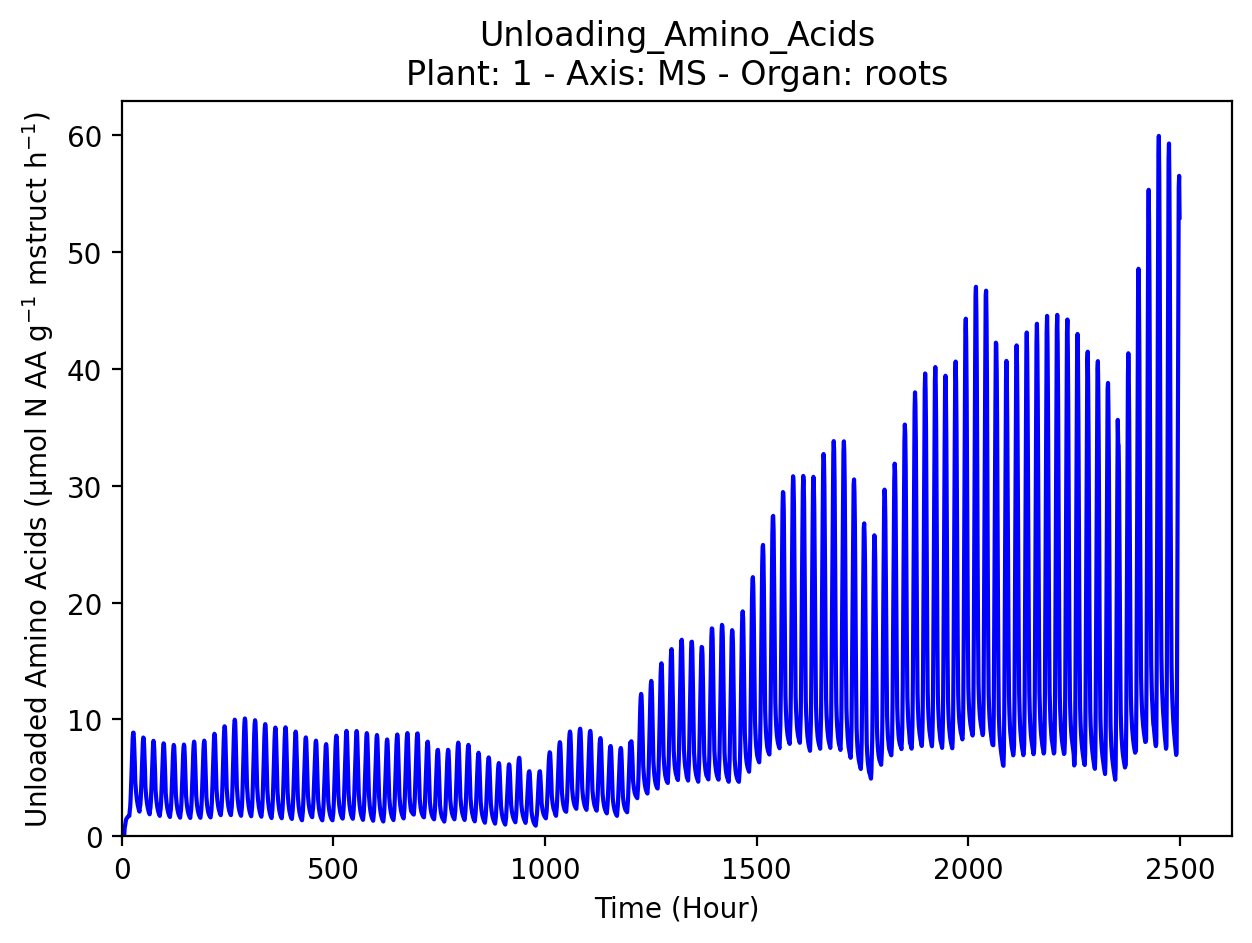 Unloading_Amino_Acids
Plant: 1 - Axis: MS - Organ: roots
Unloaded Amino Acids (µmol N AA g⁻¹ mstruct h⁻¹)
60
50
40
30
20
10
0
0 500 1000 1500 2000 2500
Time (Hour)